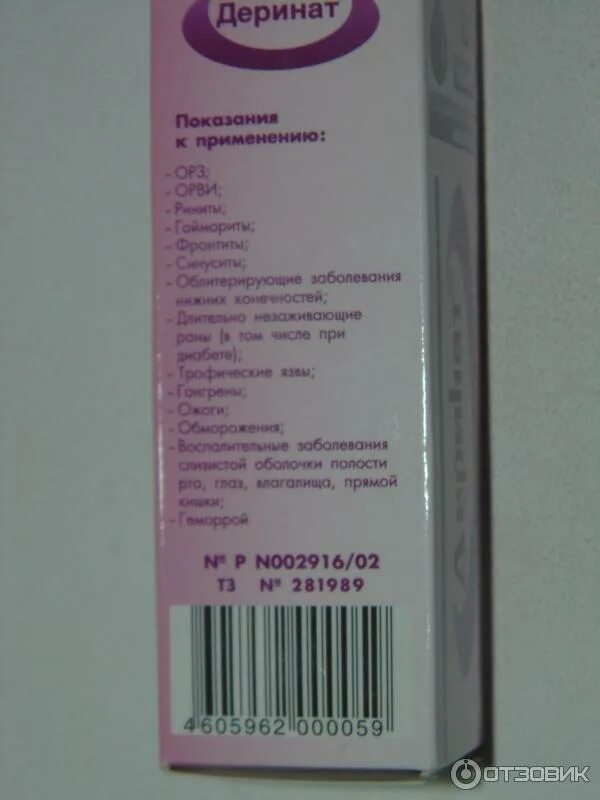 Деринат
Показания
к применению:
- ОРЗ;
- ОРВИ;
- Риниты;
- Гаймориты;
- Фронтиты;
- Синуситы;
- Облитерирующие заболевания
нижних конечностей;
- Длительно незаживающие
раны (в том числе при
диабете);
- Трофические язвы;
- Гангрены;
- Ожоги;
- Обморожения;
- Воспалительные заболевания
слизистой оболочки полости
рта, глаз, влагалища, прямой
кишки;
- Геморрой
№ Р N002916/02
ТЗ № 281989
4605962 000059
Деринат
ОТЗОВИК